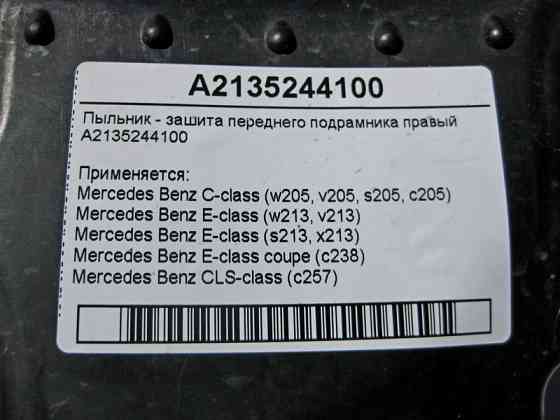 A2135244100
Пыльник - зашита переднего подрамника правый
A2135244100
Применяется:
Mercedes Benz C-class (w205, v205, s205, c205)
Mercedes Benz E-class (w213, v213)
Mercedes Benz E-class (s213, x213)
Mercedes Benz E-class coupe (c238)
Mercedes Benz CLS-class (c257)